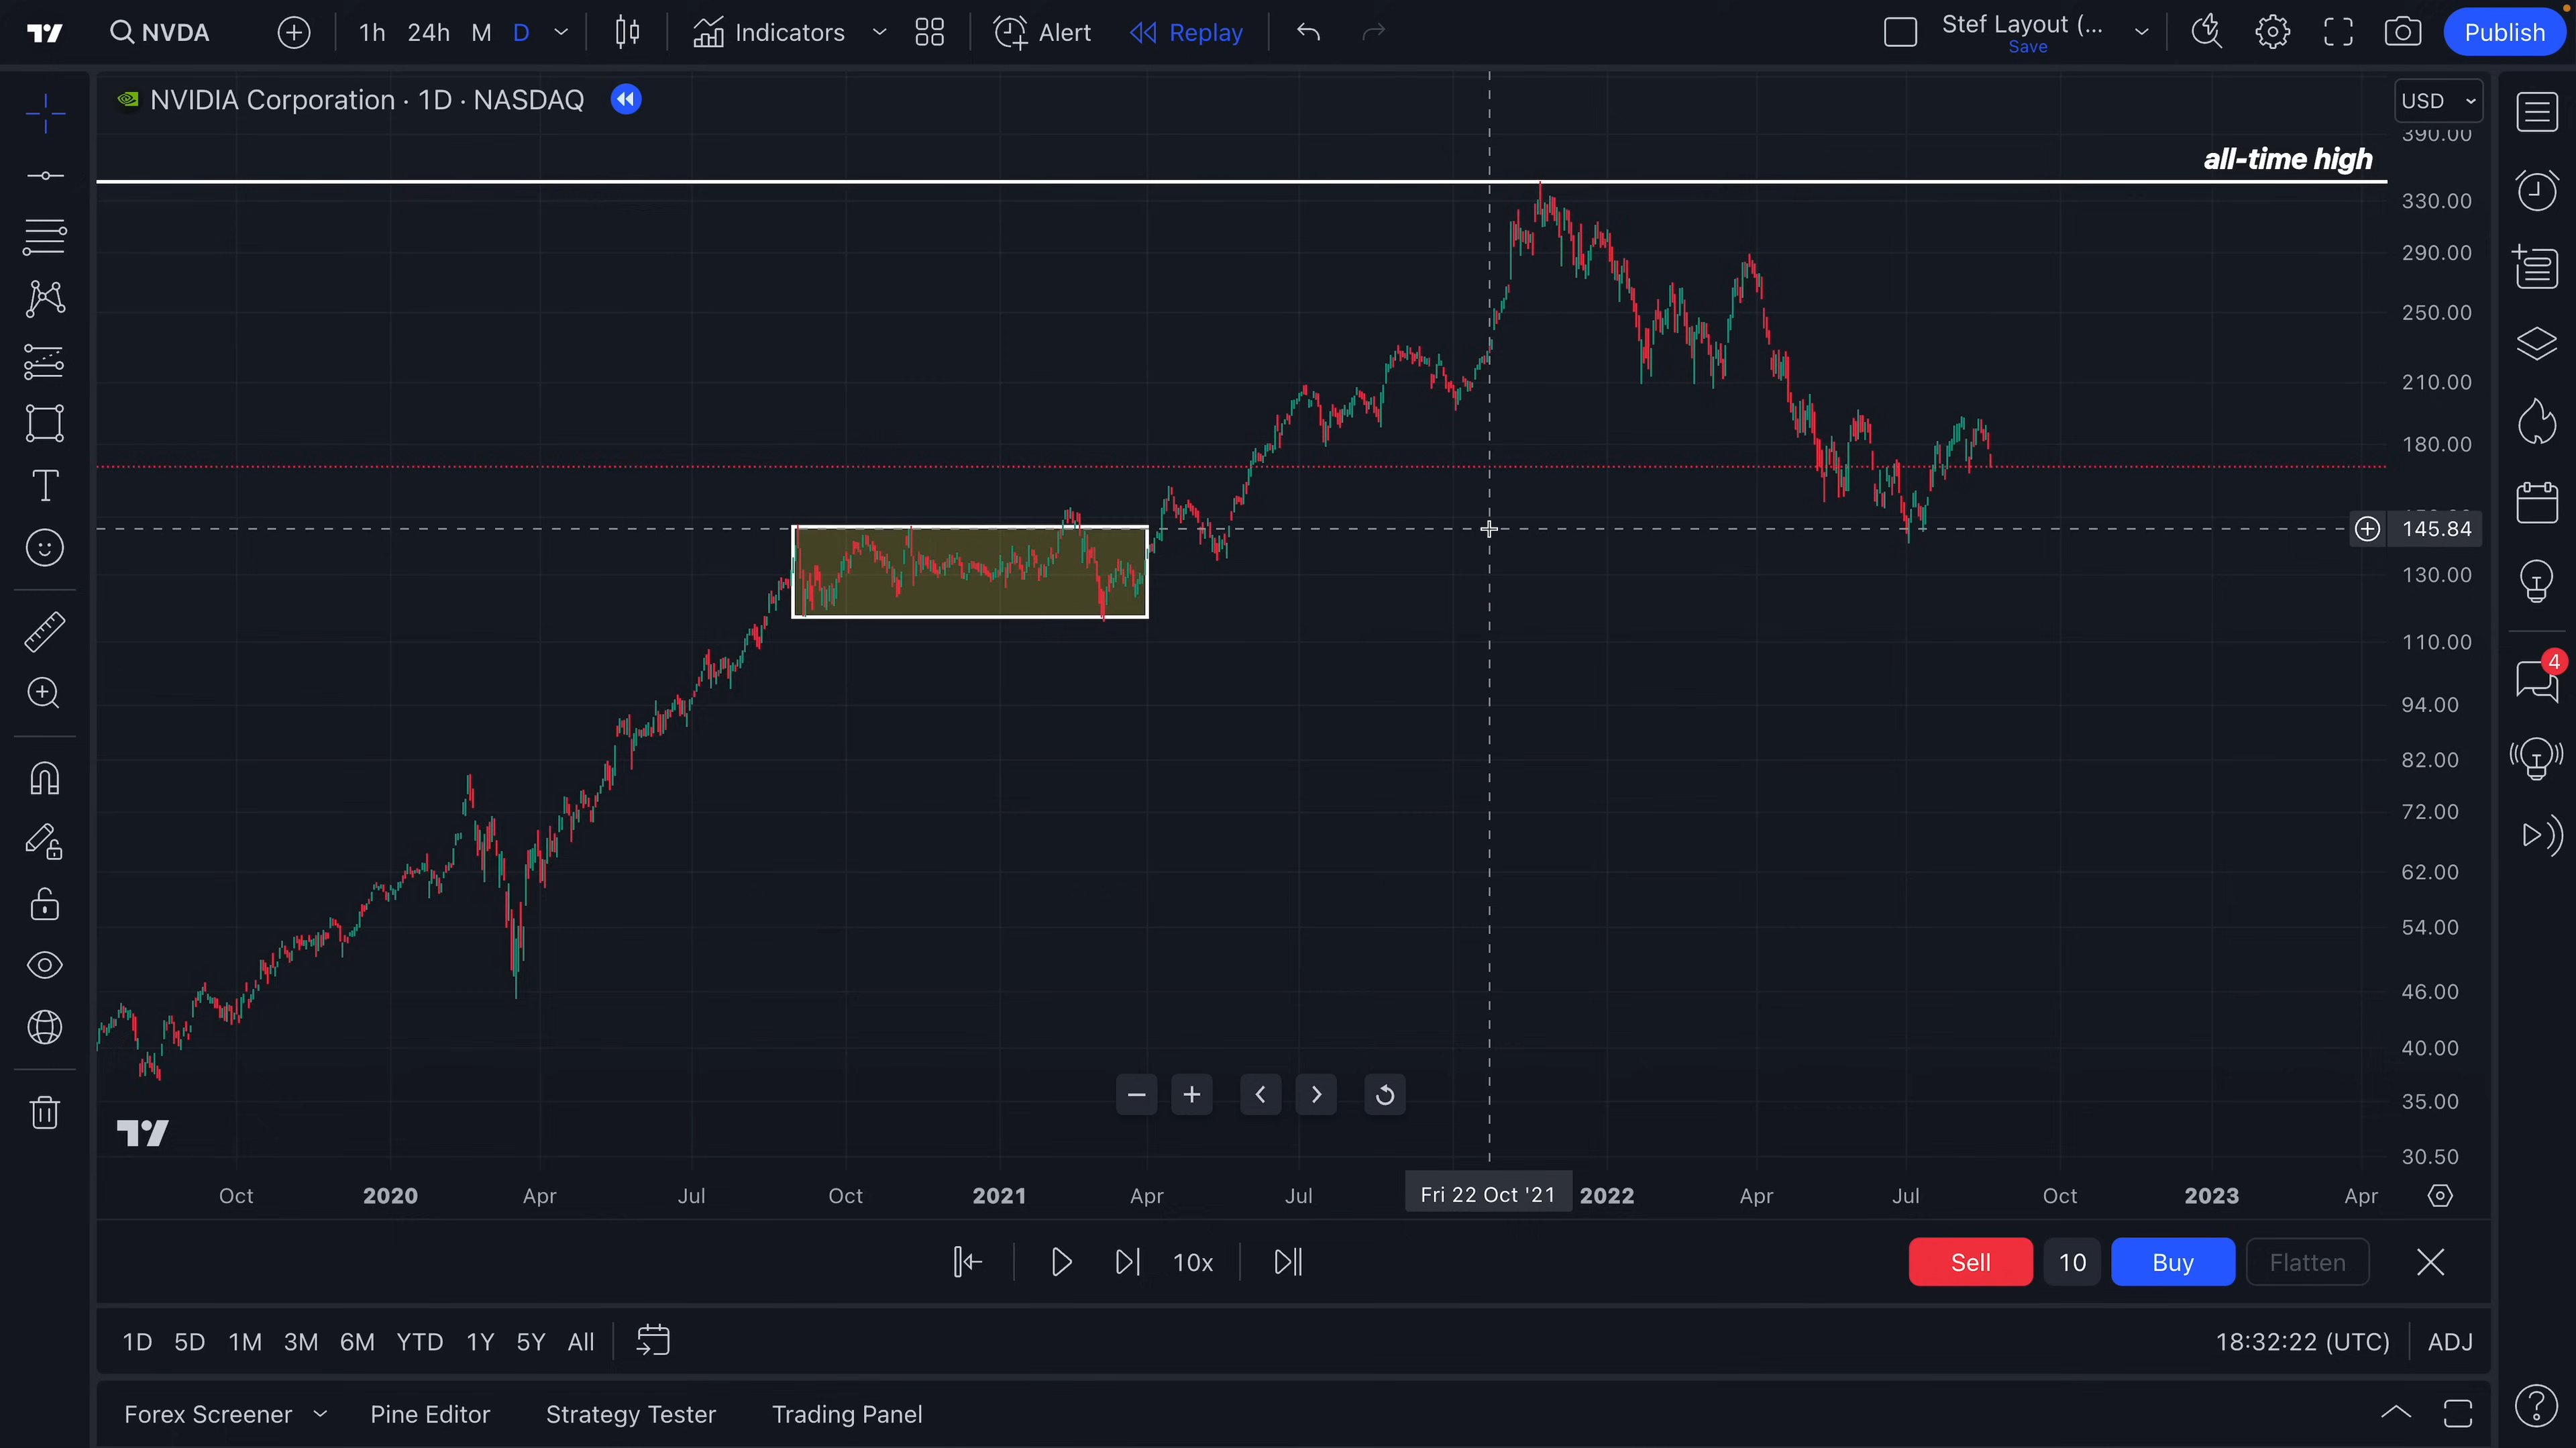 NVDA 1h 24h M D Indicators Alert Replay Stef Layout (... Publish
Save
NVIDIA Corporation · 1D · NASDAQ
USD
390.00
all-time high
330.00
290.00
250.00
210.00
180.00
145.84
130.00
110.00
94.00
82.00
72.00
62.00
54.00
46.00
40.00
35.00
30.50
4
Oct 2020 Apr Jul Oct 2021 Apr Jul Fri 22 Oct '21 2022 Apr Jul Oct 2023 Apr
10x Sell 10 Buy Flatten
1D 5D 1M 3M 6M YTD 1Y 5Y All 18:32:22 (UTC) ADJ
Forex Screener Pine Editor Strategy Tester Trading Panel